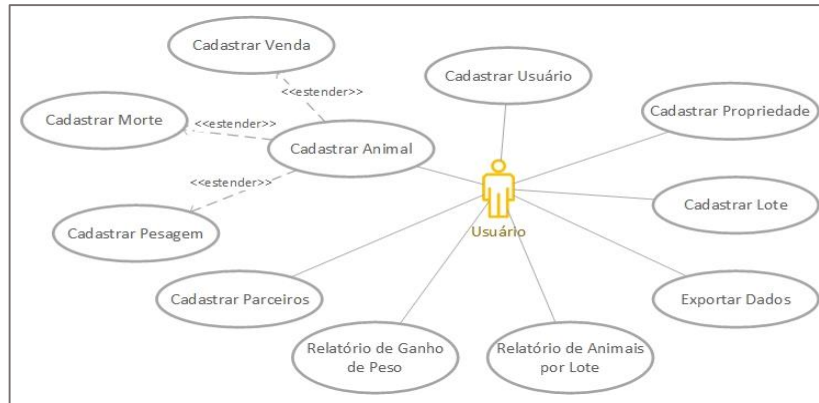 Cadastrar Venda
Cadastrar Usuário
<<estender>>
Cadastrar Propriedade
Cadastrar Morte
<<estender>>
Cadastrar Animal
<<estender>>
Cadastrar Lote
Cadastrar Pesagem
Usuário
Cadastrar Parceiros
Exportar Dados
Relatório de Ganho
de Peso
Relatório de Animais
por Lote